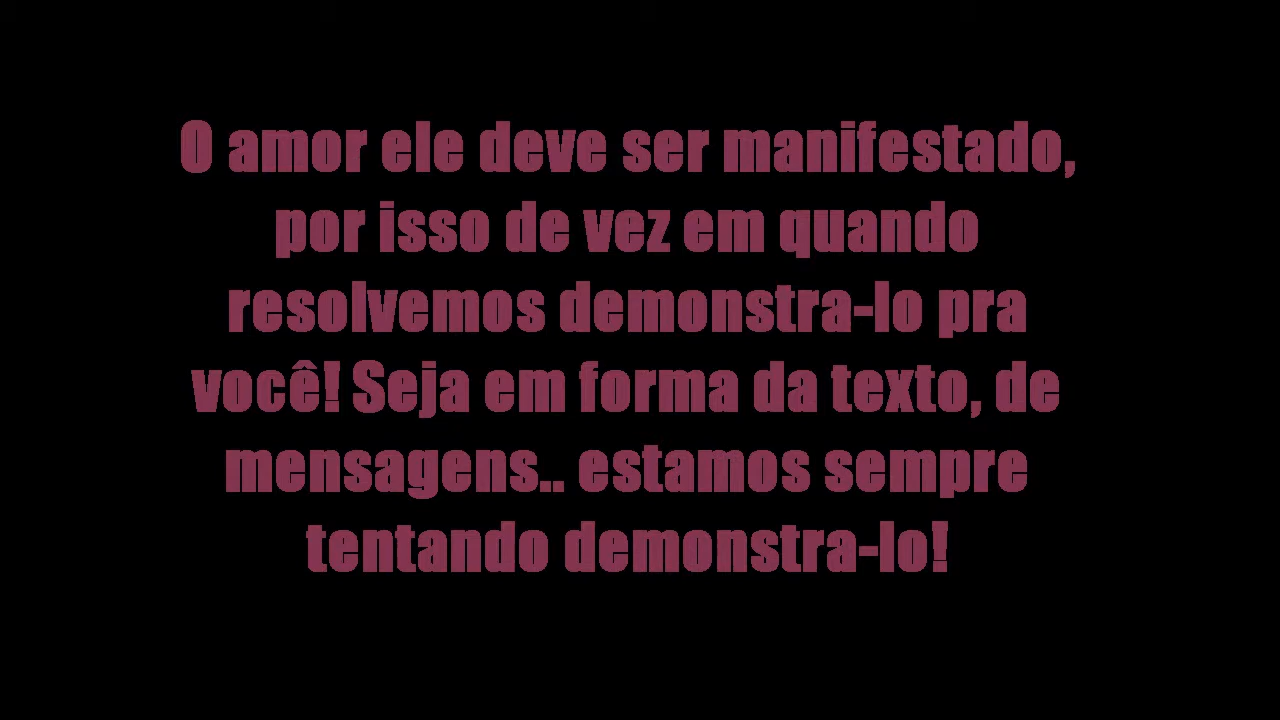 O amor ele deve ser manifestado,
por isso de vez em quando
resolvemos demonstra-lo pra
você! Seja em forma da texto, de
mensagens.. estamos sempre
tentando demonstra-lo!